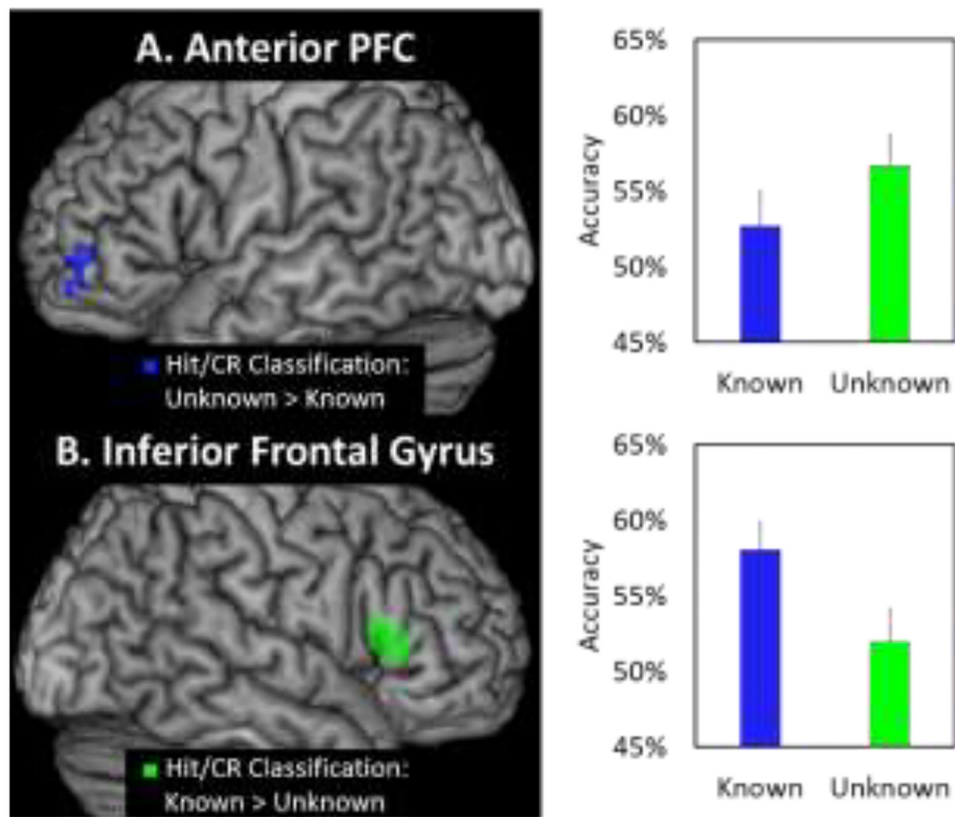 A. Anterior PFC
Hit/CR Classification:
Unknown > Known
65%
60%
55%
50%
45%
Accuracy
Known
Unknown
B. Inferior Frontal Gyrus
Hit/CR Classification:
Known > Unknown
65%
60%
55%
50%
45%
Accuracy
Known
Unknown